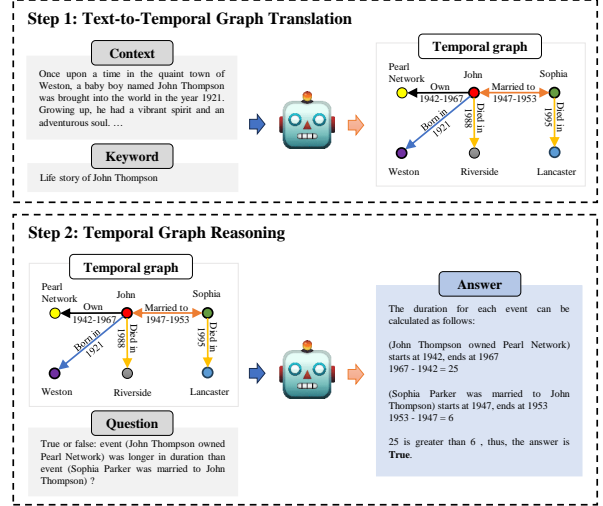 Step 1: Text-to-Temporal Graph Translation
Context
Once upon a time in the quaint town of
Weston, a baby boy named John Thompson
was brought into the world in the year 1921.
Growing up, he had a vibrant spirit and an
adventurous soul. …
Keyword
Life story of John Thompson
Temporal graph
Pearl
Network
John
Sophia
Own
1942-1967
Married to
1947-1953
Born in
1921
Died in
1988
Died in
1995
Weston
Riverside
Lancaster
Step 2: Temporal Graph Reasoning
Temporal graph
Pearl
Network
John
Sophia
Own
1942-1967
Married to
1947-1953
Born in
1921
Died in
1988
Died in
1995
Weston
Riverside
Lancaster
Question
True or false: event (John Thompson owned
Pearl Network) was longer in duration than
event (Sophia Parker was married to John
Thompson) ?
Answer
The duration for each event can be
calculated as follows:
(John Thompson owned Pearl Network)
starts at 1942, ends at 1967
1967 - 1942 = 25
(Sophia Parker was married to John
Thompson) starts at 1947, ends at 1953
1953 - 1947 = 6
25 is greater than 6 , thus, the answer is
True.